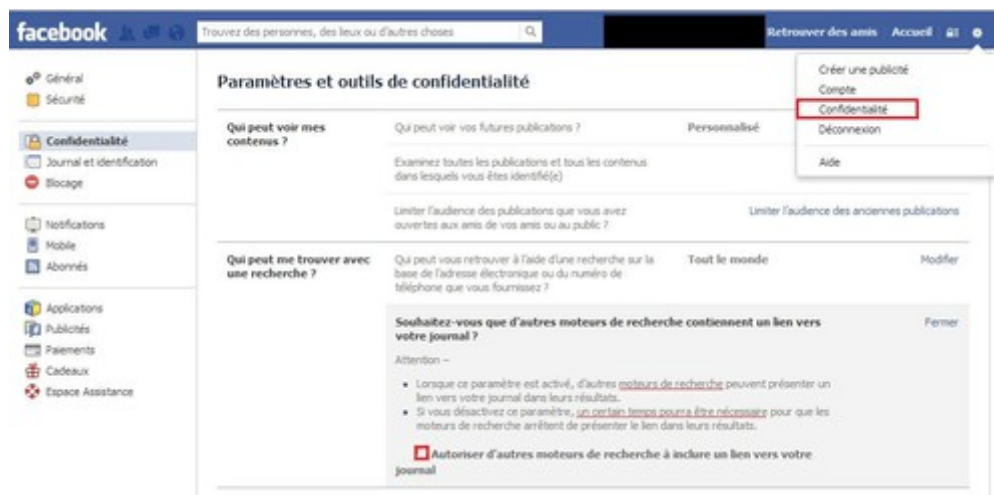 facebook
Trouvez des personnes, des lieux ou d'autres choses
Retrouver des amis Accueil
Créer une publicité
Compte
Confidentialité
Déconnexion
Aide
Général
Sécurité
Confidentialité
Journal et identification
Blocage
Notifications
Mobile
Abonnés
Applications
Publicités
Paiements
Cadeaux
Espace Assistance
Paramètres et outils de confidentialité
Qui peut voir mes
contenus ?
Qui peut voir vos futures publications ?
Personnalisé
Examinez toutes les publications et tous les contenus
dans lesquels vous êtes identifié(e)
Limiter l'audience des publications que vous avez
ouvertes aux amis de vos amis ou au public ?
Limiter l'audience des anciennes publications
Qui peut me trouver avec
une recherche ?
Qui peut vous retrouver à l'aide d'une recherche sur la
base de l'adresse électronique ou du numéro de
téléphone que vous fournissez ?
Tout le monde
Modifier
Souhaitez-vous que d'autres moteurs de recherche contiennent un lien vers
votre journal ?
Fermer
Attention –
• Lorsque ce paramètre est activé, d'autres moteurs de recherche peuvent présenter un
lien vers votre journal dans leurs résultats.
• Si vous désactivez ce paramètre, un certain temps pourra être nécessaire pour que les
moteurs de recherche arrêtent de présenter le lien dans leurs résultats.
Autoriser d'autres moteurs de recherche à inclure un lien vers votre
journal